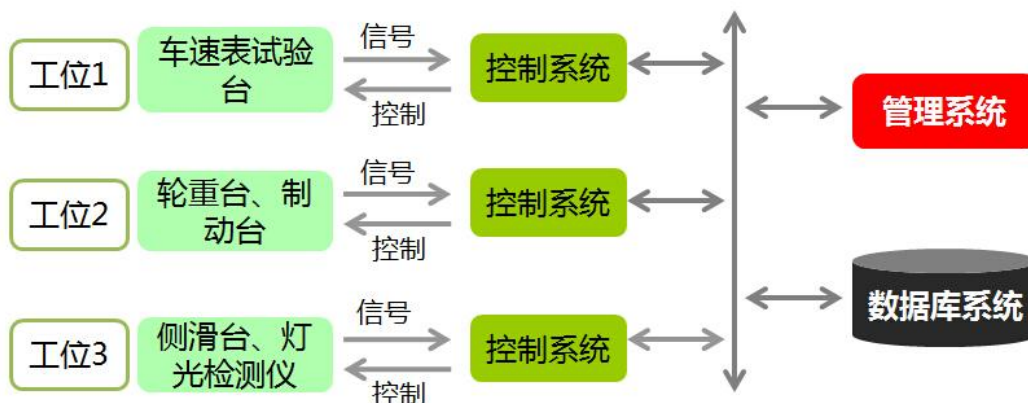 信号
工位1
车速表试验
台
控制系统
控制
管理系统
信号
工位2
轮重台、制
动台
控制系统
控制
数据库系统
信号
工位3
侧滑台、灯
光检测仪
控制系统
控制